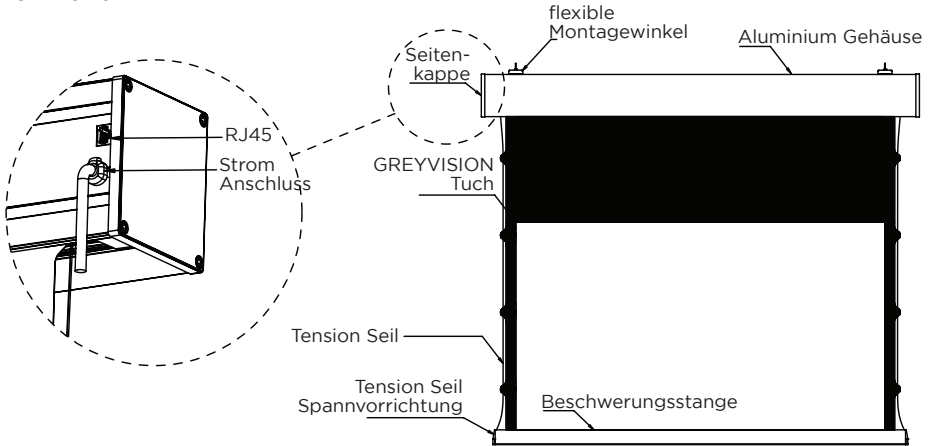 flexible
Montagewinkel
Aluminium Gehäuse
Seiten-
kappe
RJ45
Strom
Anschluss
GREYVISION
Tuch
Tension Seil
Tension Seil
Spannvorrichtung
Beschwerungsstange